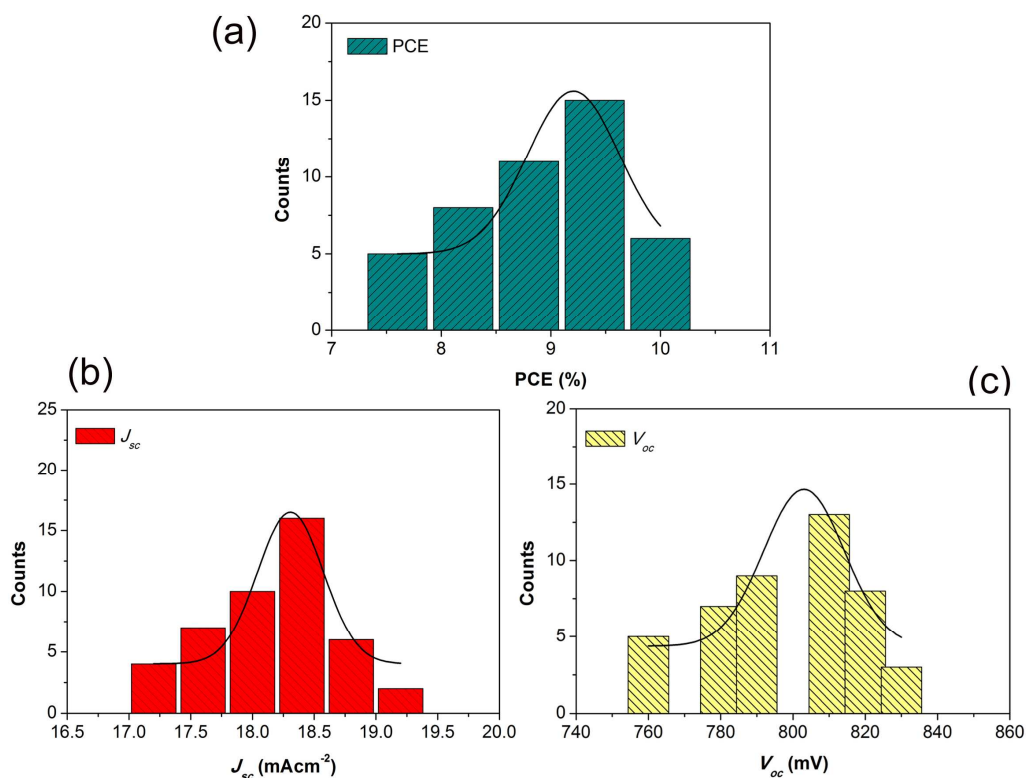 (a)
20
15
10
5
0
Counts
PCE
7 8 9 10 11
PCE (%)
(b)
25
20
15
10
5
0
Counts
Jsc
16.5 17.0 17.5 18.0 18.5 19.0 19.5 20.0
Jsc (mAcm-2)
(c)
20
15
10
5
0
Counts
Voc
740 760 780 800 820 840 860
Voc (mV)